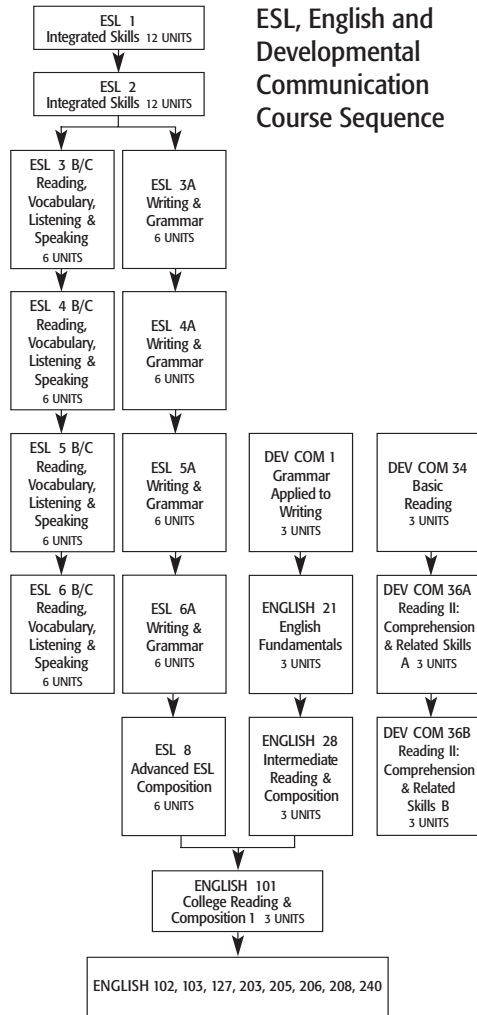 ESL, English and
Developmental
Communication
Course Sequence
ESL 1
Integrated Skills 12 UNITS
ESL 2
Integrated Skills 12 UNITS
ESL 3 B/C
Reading,
Vocabulary,
Listening &
Speaking
6 UNITS
ESL 3A
Writing &
Grammar
6 UNITS
ESL 4 B/C
Reading,
Vocabulary,
Listening &
Speaking
6 UNITS
ESL 4A
Writing &
Grammar
6 UNITS
ESL 5 B/C
Reading,
Vocabulary,
Listening &
Speaking
6 UNITS
ESL 5A
Writing &
Grammar
6 UNITS
DEV COM 1
Grammar
Applied to
Writing
3 UNITS
DEV COM 34
Basic
Reading
3 UNITS
ESL 6 B/C
Reading,
Vocabulary,
Listening &
Speaking
6 UNITS
ESL 6A
Writing &
Grammar
6 UNITS
ENGLISH 21
English
Fundamentals
3 UNITS
DEV COM 36A
Reading II:
Comprehension
& Related Skills
A 3 UNITS
ESL 8
Advanced ESL
Composition
6 UNITS
ENGLISH 28
Intermediate
Reading &
Composition
3 UNITS
DEV COM 36B
Reading II:
Comprehension
& Related
Skills B
3 UNITS
ENGLISH 101
College Reading &
Composition 1 3 UNITS
ENGLISH 102, 103, 127, 203, 205, 206, 208, 240